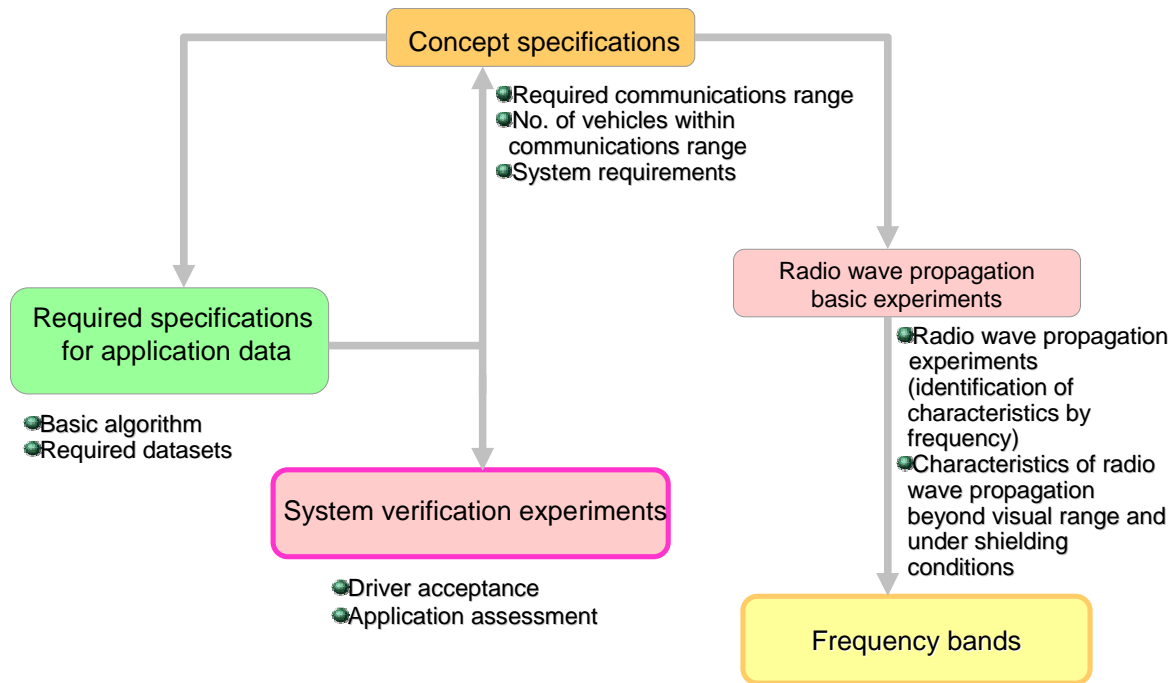 Concept specifications
Required communications range
No. of vehicles within
communications range
System requirements
Radio wave propagation
basic experiments
Required specifications
for application data
Radio wave propagation
experiments
(identification of
characteristics by
frequency)
Characteristics of radio
wave propagation
beyond visual range and
under shielding
conditions
Basic algorithm
Required datasets
System verification experiments
Driver acceptance
Application assessment
Frequency bands